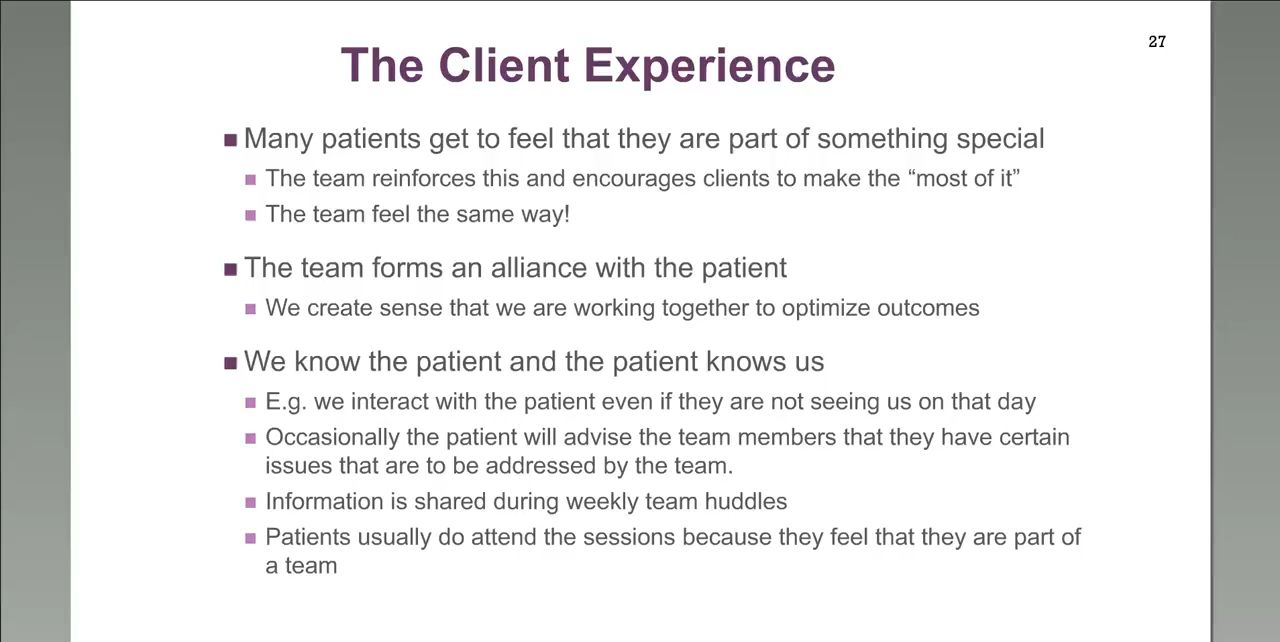 27
The Client Experience
Many patients get to feel that they are part of something special
The team reinforces this and encourages clients to make the “most of it”
The team feel the same way!
The team forms an alliance with the patient
We create sense that we are working together to optimize outcomes
We know the patient and the patient knows us
E.g. we interact with the patient even if they are not seeing us on that day
Occasionally the patient will advise the team members that they have certain
issues that are to be addressed by the team.
Information is shared during weekly team huddles
Patients usually do attend the sessions because they feel that they are part of
a team